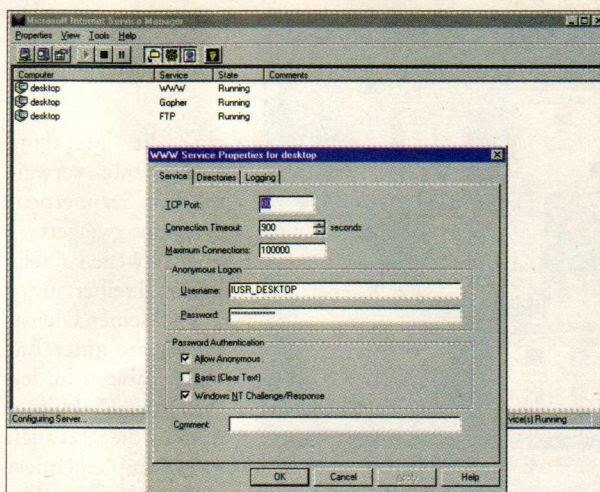 Microsoft Internet Service Manager
Properties View Tools Help
Computer Service State Comments
desktop WWW Running
desktop Gopher Running
desktop FTP Running
WWW Service Properties for desktop
Service Directories Logging
TCP Port:
Connection Timeout: 900 seconds
Maximum Connections: 100000
Anonymous Logon
Username: IUSR_DESKTOP
Password: **************
Password Authentication
Allow Anonymous
Basic (Clear Text)
Windows NT Challenge/Response
Comment:
OK Cancel Apply Help
Configuring Server... vice(s) Running